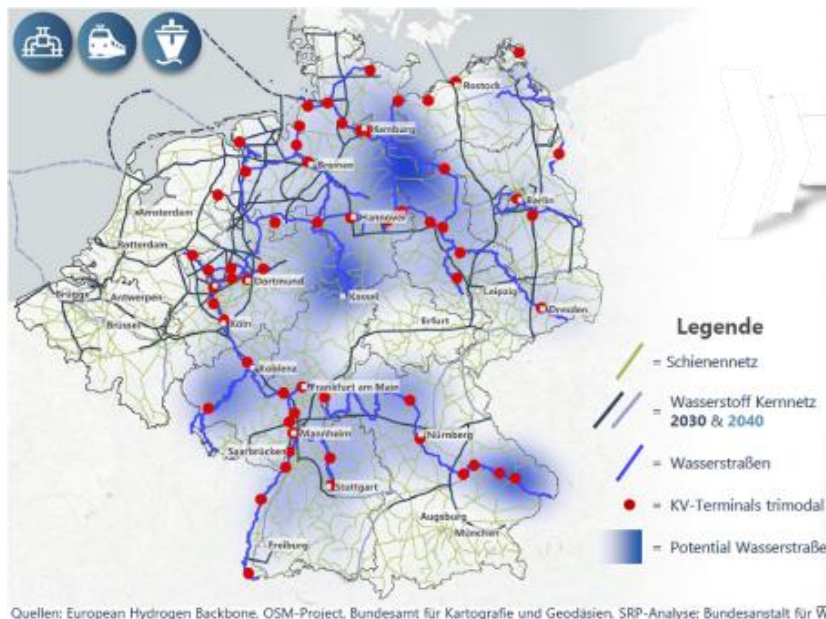 Rostock
Hamburg
Bremen
Amsterdam
Hannover
Berlin
Rotterdam
Brügge
Antwerpen
Dortmund
Kassel
Leipzig
Brüssel
Köln
Erfurt
Dresden
Koblenz
Frankfurt am Main
Mannheim
Nürnberg
Saarbrücken
Stuttgart
Augsburg
München
Freiburg
Legende
= Schienennetz
= Wasserstoff Kernnetz
2030 & 2040
= Wasserstraßen
= KV-Terminals trimodal
= Potential Wasserstraße
Quellen: European Hydrogen Backbone, OSM-Project, Bundesamt für Kartografie und Geodäsien, SRP-Analyse; Bundesanstalt für W